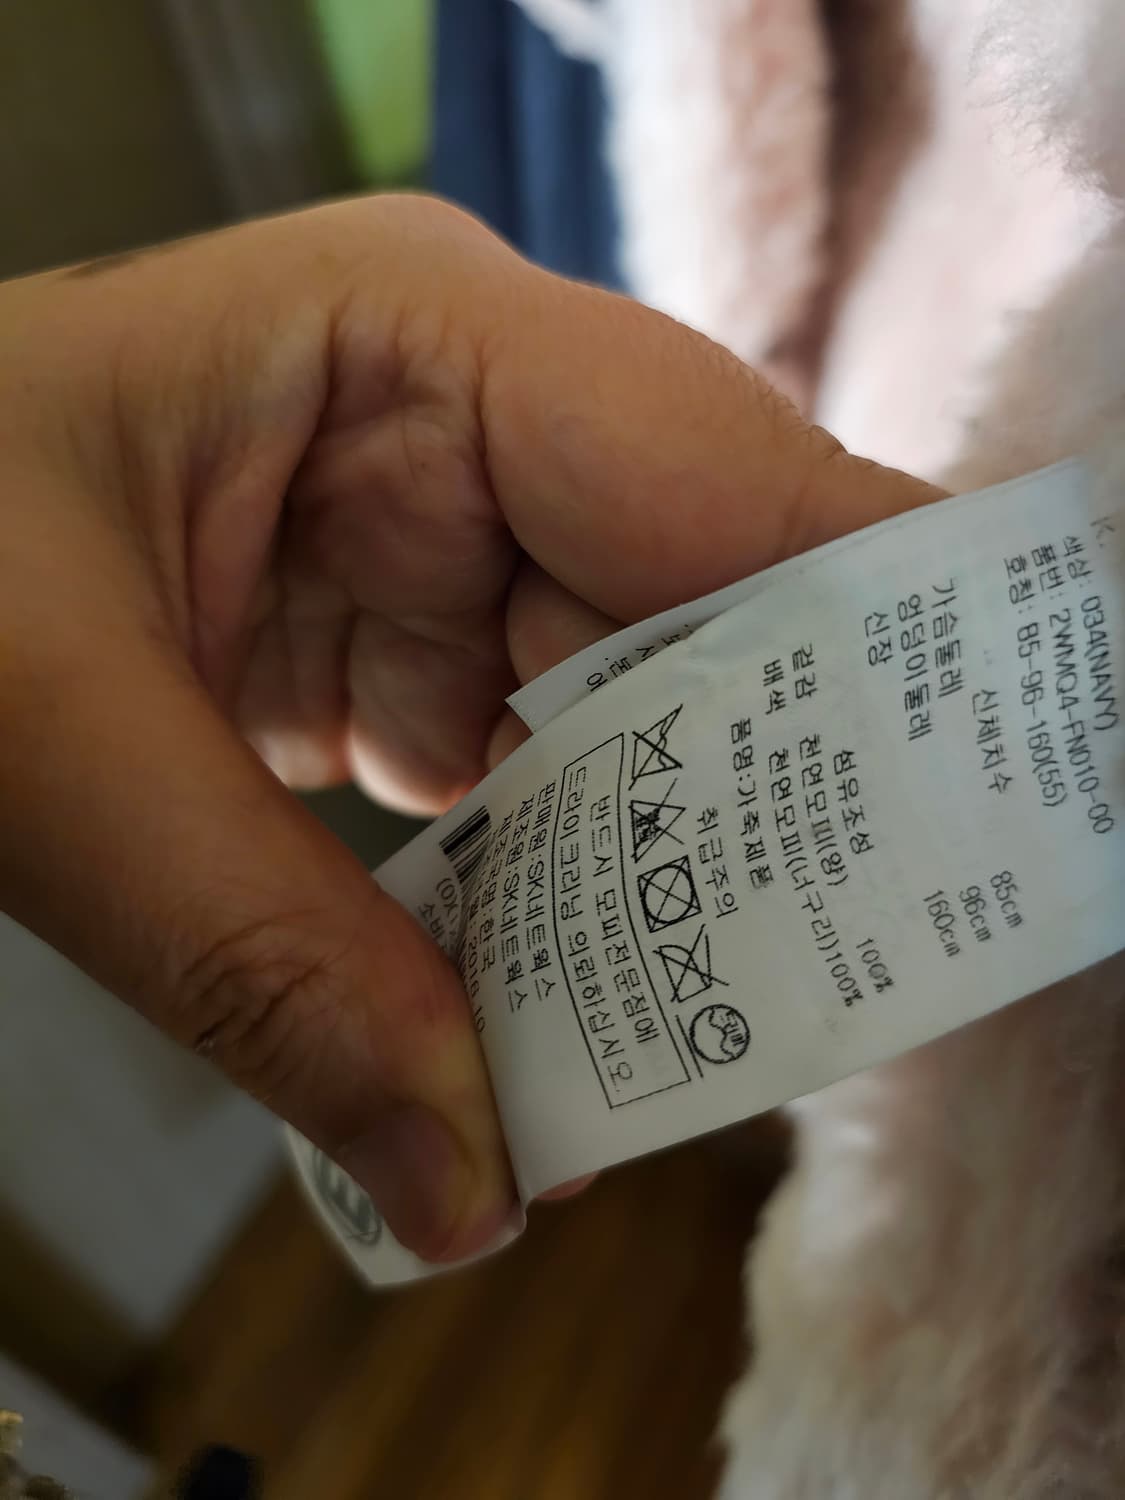 색상: 034(NAVY)
품번: 2WMQ4-FN010-00
호칭: 85-96-160(55)
신체치수
가슴둘레 85cm
엉덩이둘레 96cm
신장 160cm
섬유조성
겉감 천연모피(양) 100%
배색 천연모피(너구리)100%
품명:가죽제품
취급주의
드라이
반드시 모피전문점에
드라이크리닝 의뢰하십시오
판매원:SK네트웍스
제조원:SK네트웍스
제조국명:한국